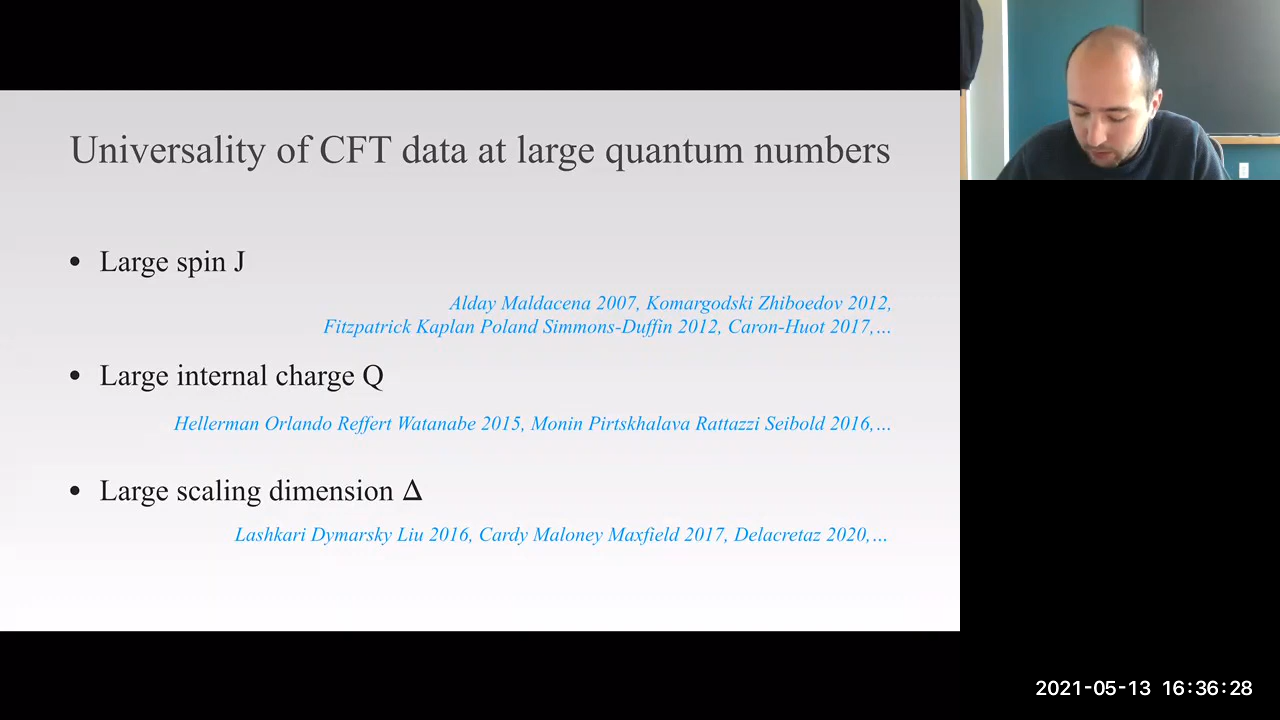 Universality of CFT data at large quantum numbers
• Large spin J
Alday Maldacena 2007, Komargodski Zhiboedov 2012,
Fitzpatrick Kaplan Poland Simmons-Duffin 2012, Caron-Huot 2017,...
• Large internal charge Q
Hellerman Orlando Reffert Watanabe 2015, Monin Pirtskhalava Rattazzi Seibold 2016,...
• Large scaling dimension Δ
Lashkari Dymarsky Liu 2016, Cardy Maloney Maxfield 2017, Delacretaz 2020,...
2021-05-13 16:36:28